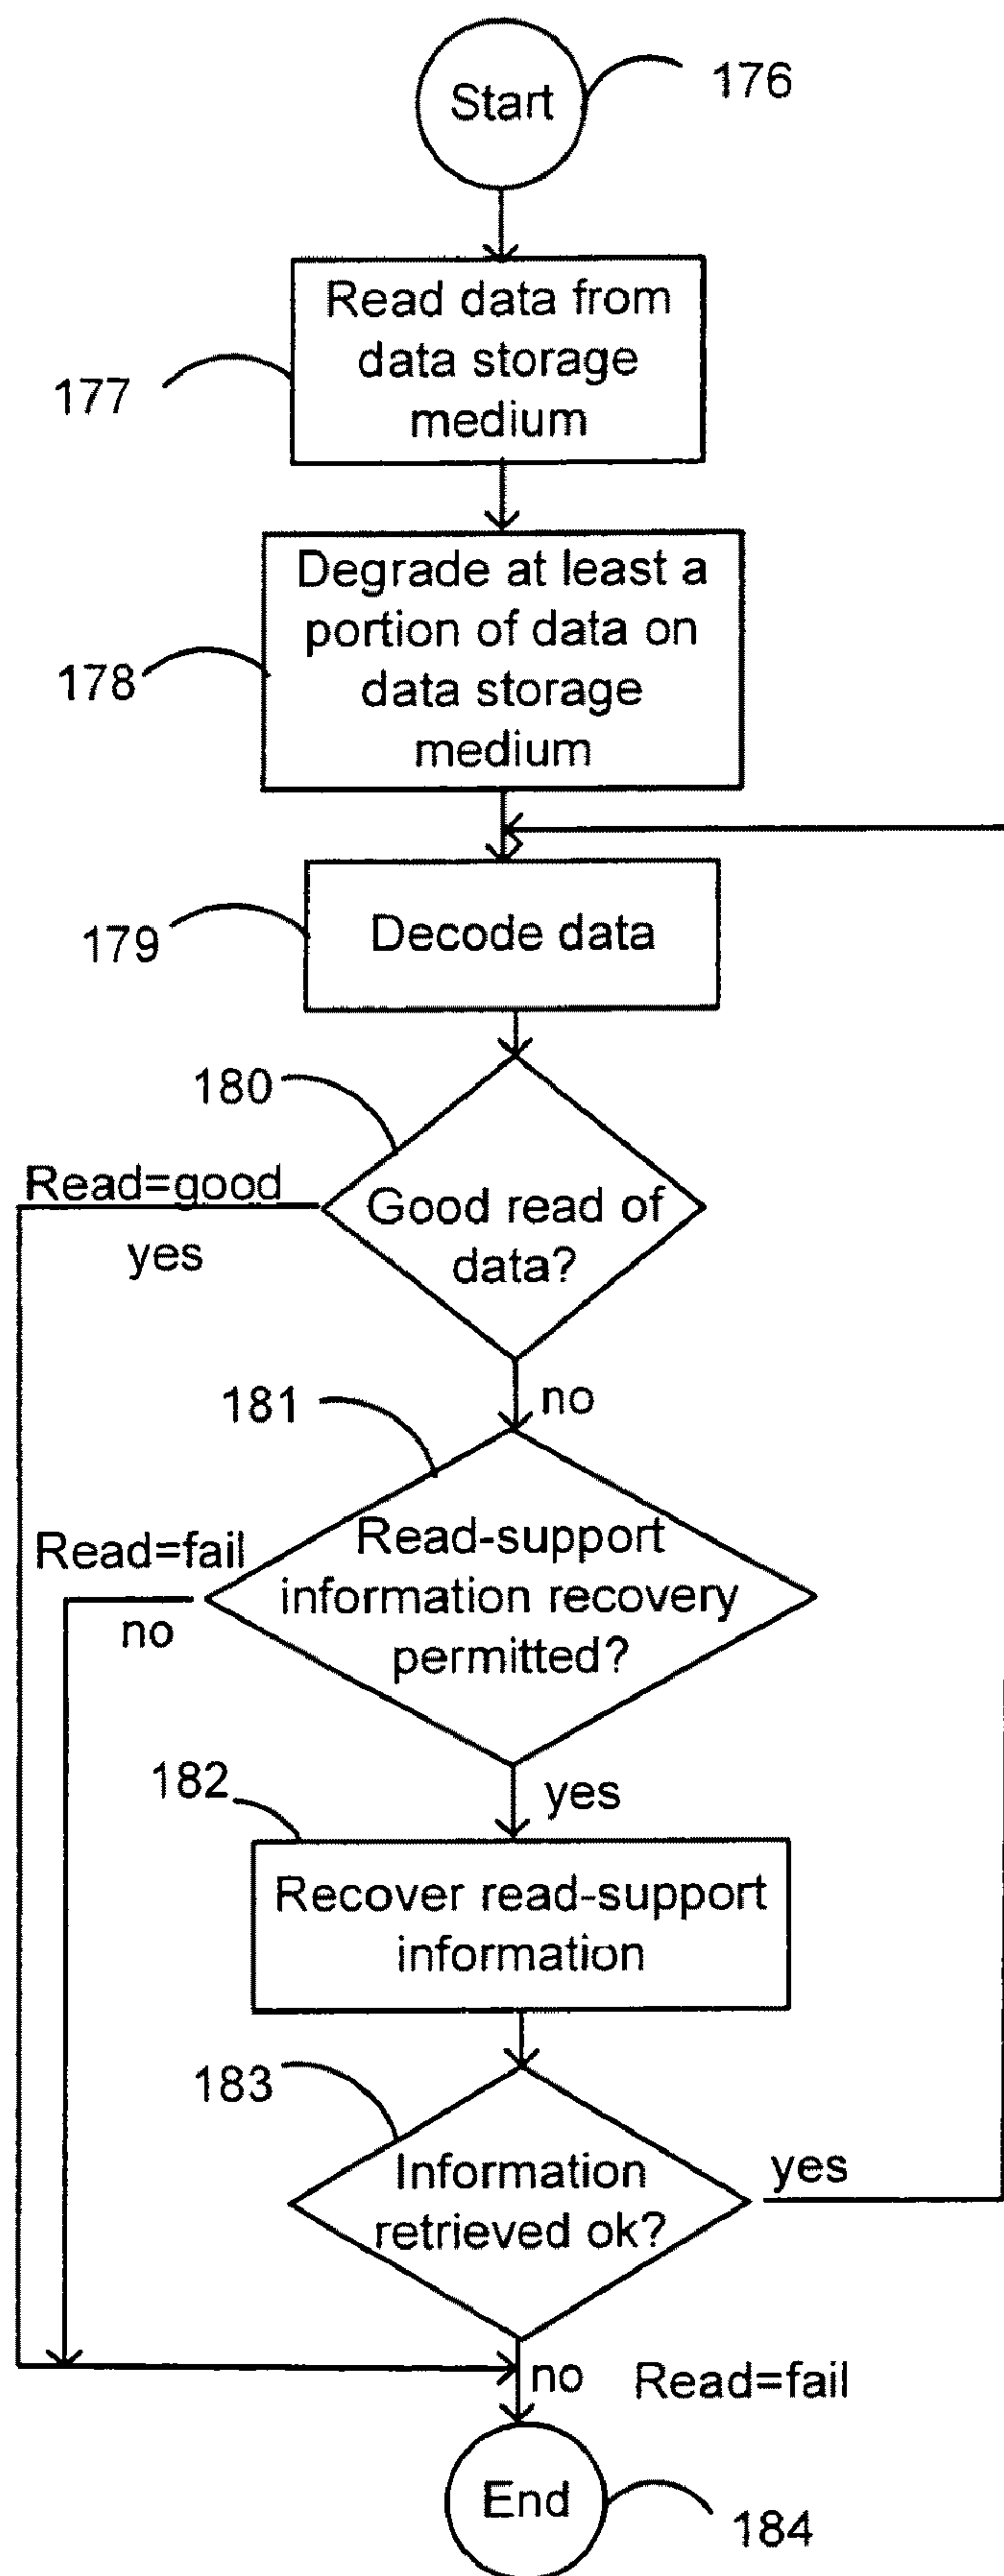 Start
176
Read data from
data storage
medium
177
Degrade at least a
portion of data on
data storage
medium
178
Decode data
179
180
Read=good
yes
Good read of
data?
no
181
Read=fail
no
Read-support
information recovery
permitted?
yes
182
Recover read-support
information
183
Information
retrieved ok?
yes
no
Read=fail
End
184